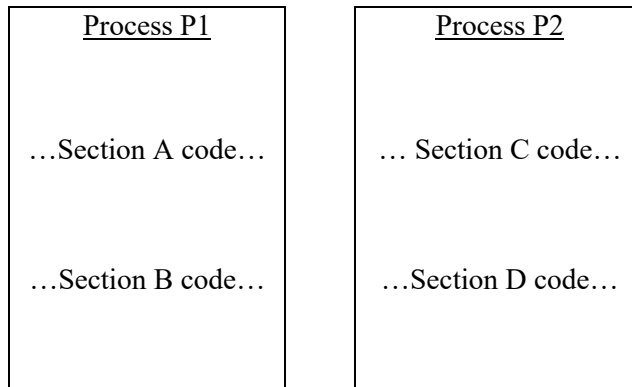 Process P1
…Section A code…
…Section B code…
Process P2
… Section C code…
…Section D code…